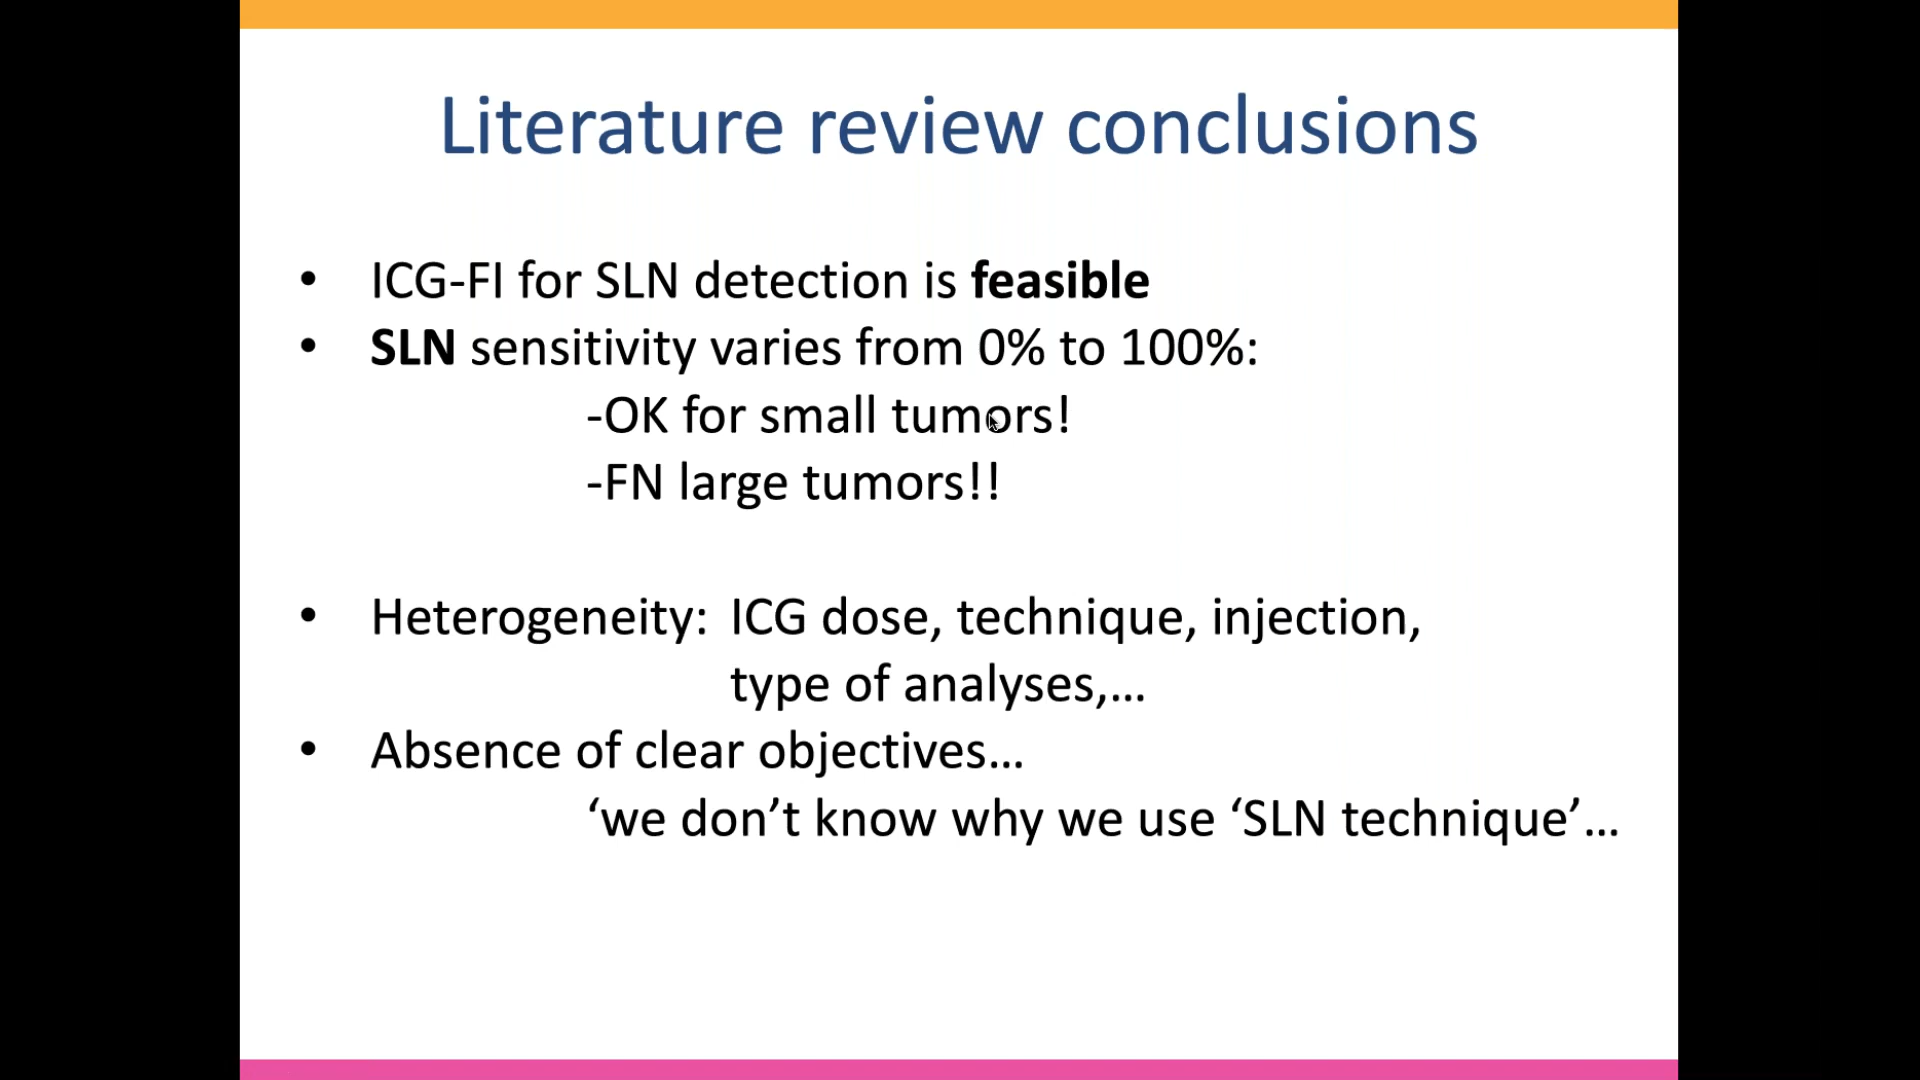 Literature review conclusions
• ICG-FI for SLN detection is feasible
• SLN sensitivity varies from 0% to 100%:
-OK for small tumors!
-FN large tumors!!
• Heterogeneity: ICG dose, technique, injection,
type of analyses,...
• Absence of clear objectives...
‘we don’t know why we use ‘SLN technique’...